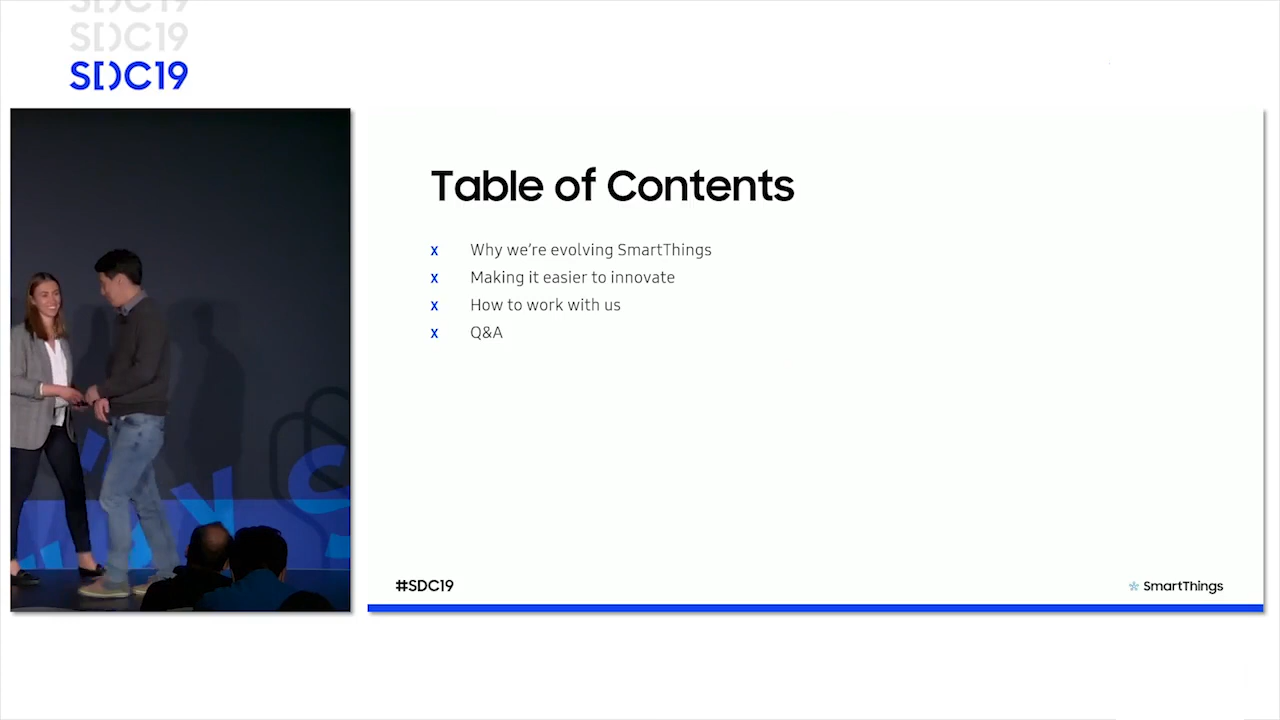 SDC19
SDC19
SDC19
Table of Contents
x Why we're evolving SmartThings
x Making it easier to innovate
x How to work with us
x Q&A
#SDC19
SmartThings